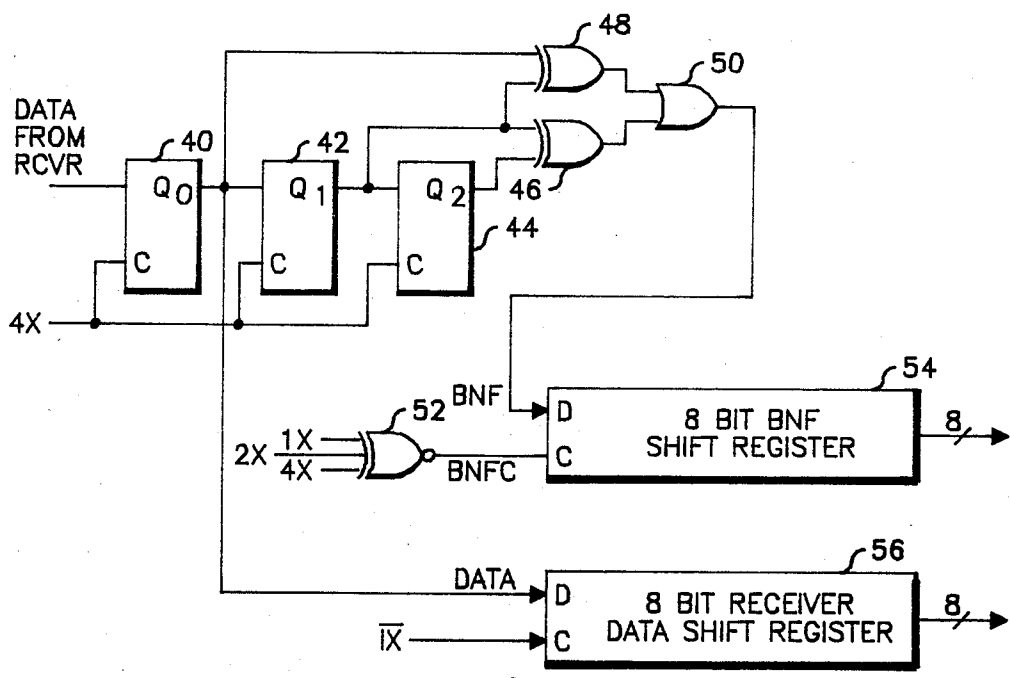 48
50
DATA
FROM
RCVR
40
42
46
Q0
Q1
Q2
44
C
C
C
4X
54
BNF
D
8 BIT BNF
SHIFT REGISTER
8
52
1X
2X
4X
BNFC
C
56
DATA
D
8 BIT RECEIVER
DATA SHIFT REGISTER
8
1X
C